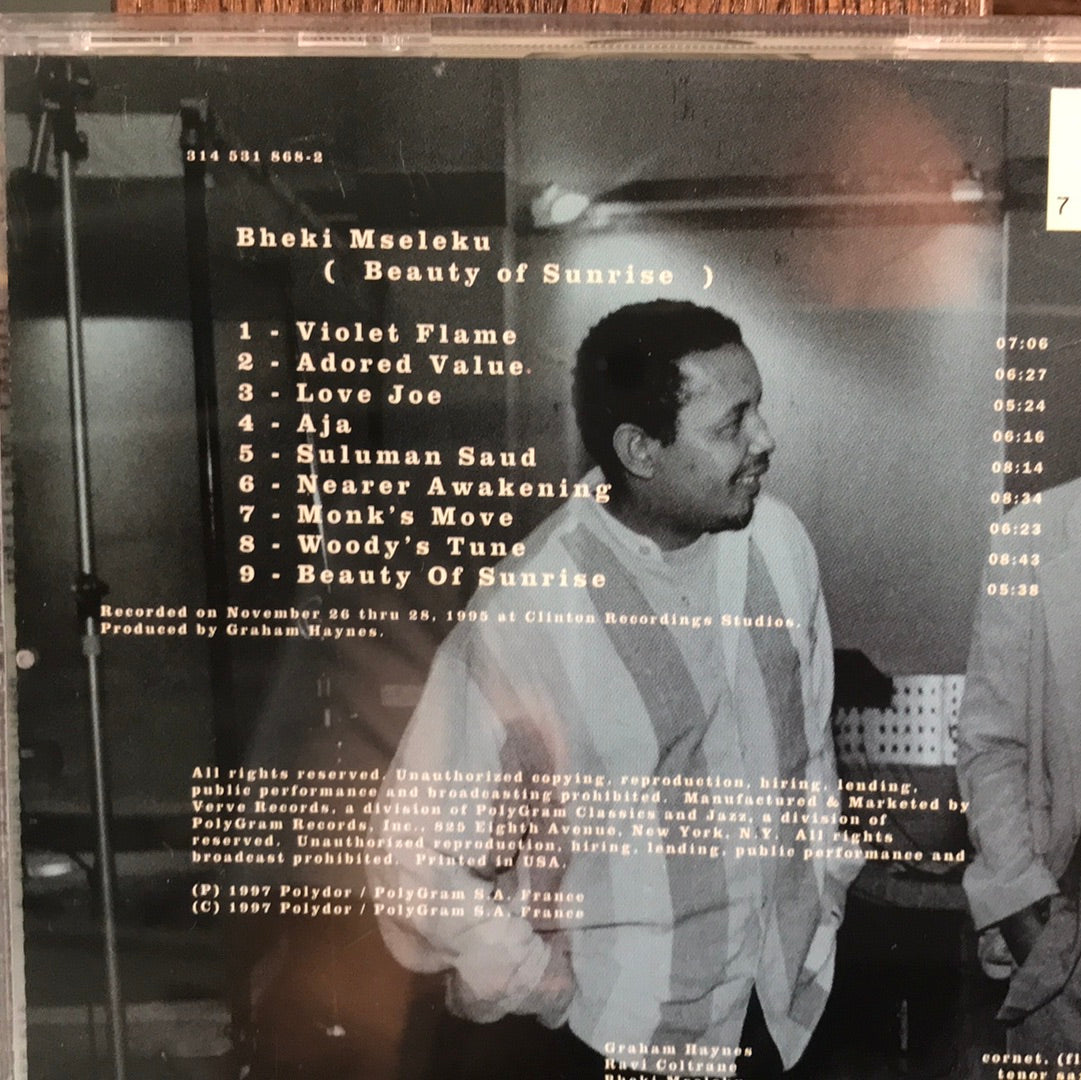 314 531 868-2
7
Bheki Mseleku
( Beauty of Sunrise )
1 - Violet Flame 07:06
2 - Adored Value 06:27
3 - Love Joe 05:24
4 - Aja 06:16
5 - Suluman Saud 08:14
6 - Nearer Awakening 08:34
7 - Monk's Move 06:23
8 - Woody's Tune 08:43
9 - Beauty Of Sunrise 05:38
Recorded on November 26 thru 28, 1995 at Clinton Recordings Studios.
Produced by Graham Haynes.
All rights reserved. Unauthorized copying, reproduction, hiring, lending,
public performance and broadcasting prohibited. Manufactured & Marketed by
Verve Records, a division of PolyGram Classics and Jazz, a division of
PolyGram Records, Inc., 825 Eighth Avenue, New York, N.Y. All rights
reserved. Unauthorized reproduction, hiring, lending, public performance and
broadcast prohibited. Printed in USA.
(P) 1997 Polydor / PolyGram S.A. France
(C) 1997 Polydor / PolyGram S.A. France
Graham Haynes cornet, (fl
Ravi Coltrane tenor sa
Bheki Mseleku